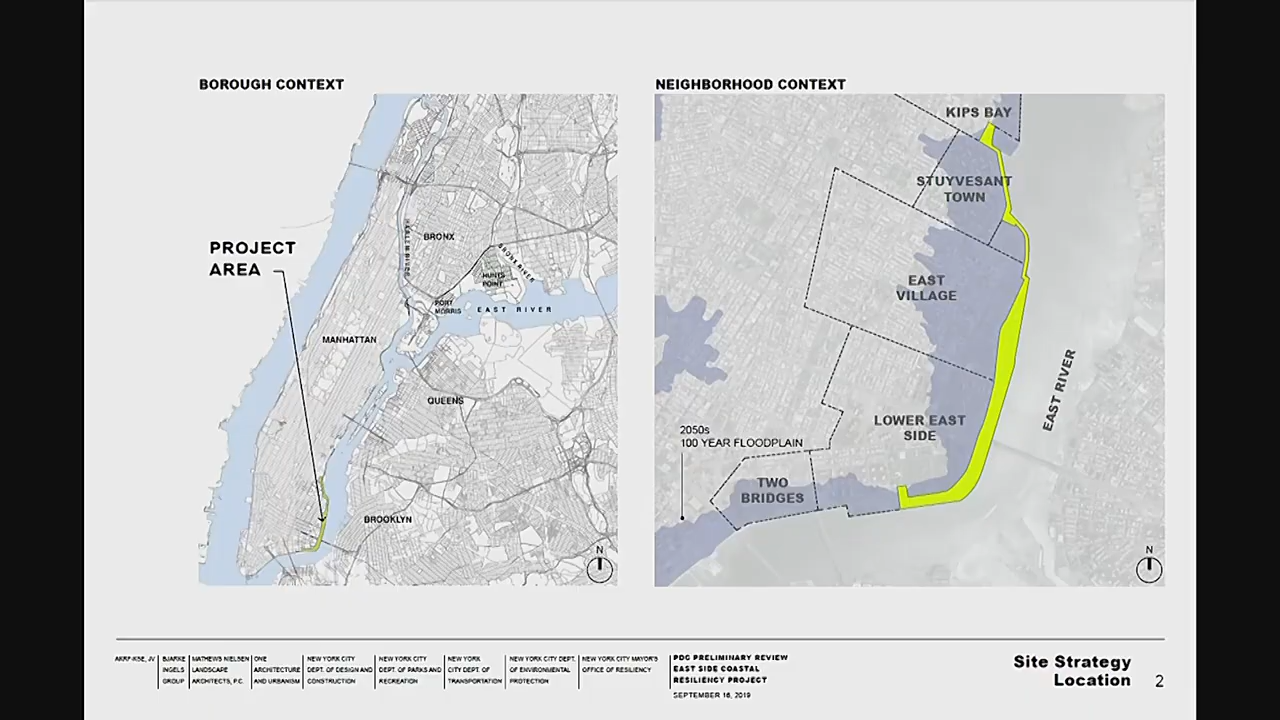 BOROUGH CONTEXT
NEIGHBORHOOD CONTEXT
PROJECT
AREA
BRONX
HARLEM RIVER
BRONX RIVER
HUNTS
POINT
PORT
MORRIS
EAST RIVER
MANHATTAN
QUEENS
BROOKLYN
N
KIPS BAY
STUYVESANT
TOWN
EAST
VILLAGE
EAST RIVER
LOWER EAST
SIDE
2050s
100 YEAR FLOODPLAIN
TWO
BRIDGES
N
AKRF-KSE, JV
BJARKE
INGELS
GROUP
MATHEWS NIELSEN
LANDSCAPE
ARCHITECTS, P.C.
ONE
ARCHITECTURE
AND URBANISM
NEW YORK CITY
DEPT. OF DESIGN AND
CONSTRUCTION
NEW YORK CITY
DEPT. OF PARKS AND
RECREATION
NEW YORK
CITY DEPT. OF
TRANSPORTATION
NEW YORK CITY DEPT.
OF ENVIRONMENTAL
PROTECTION
NEW YORK CITY MAYOR'S
OFFICE OF RESILIENCY
PDC PRELIMINARY REVIEW
EAST SIDE COASTAL
RESILIENCY PROJECT
SEPTEMBER 16, 2019
Site Strategy
Location 2